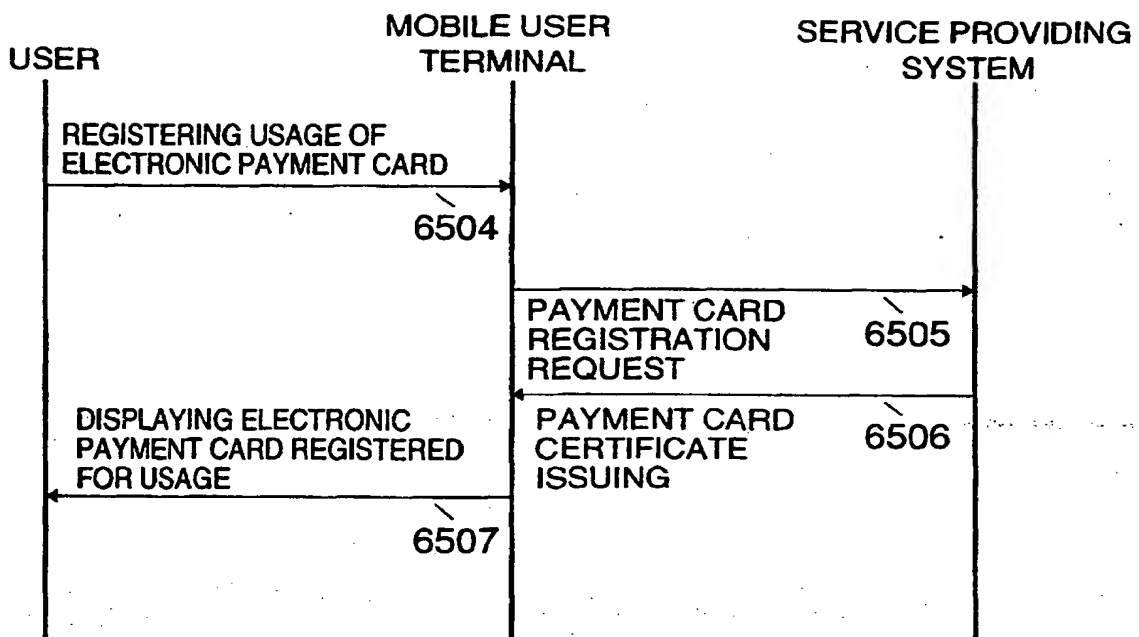 USER
MOBILE USER
TERMINAL
SERVICE PROVIDING
SYSTEM
REGISTERING USAGE OF
ELECTRONIC PAYMENT CARD
6504
PAYMENT CARD
REGISTRATION
REQUEST
6505
DISPLAYING ELECTRONIC
PAYMENT CARD REGISTERED
FOR USAGE
PAYMENT CARD
CERTIFICATE
ISSUING
6506
6507